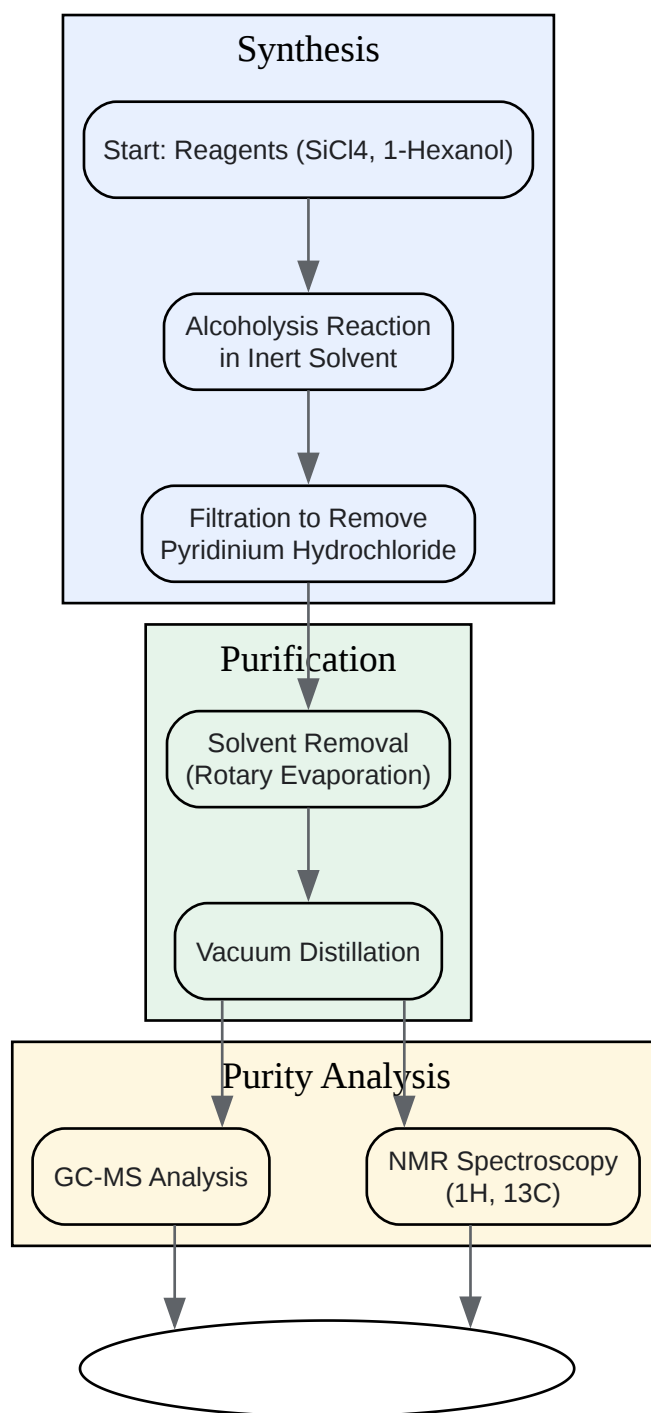 Synthesis
Start: Reagents (SiCl4, 1-Hexanol)
Alcoholysis Reaction
in Inert Solvent
Filtration to Remove
Pyridinium Hydrochloride
Purification
Solvent Removal
(Rotary Evaporation)
Vacuum Distillation
Purity Analysis
GC-MS Analysis
NMR Spectroscopy
(1H, 13C)